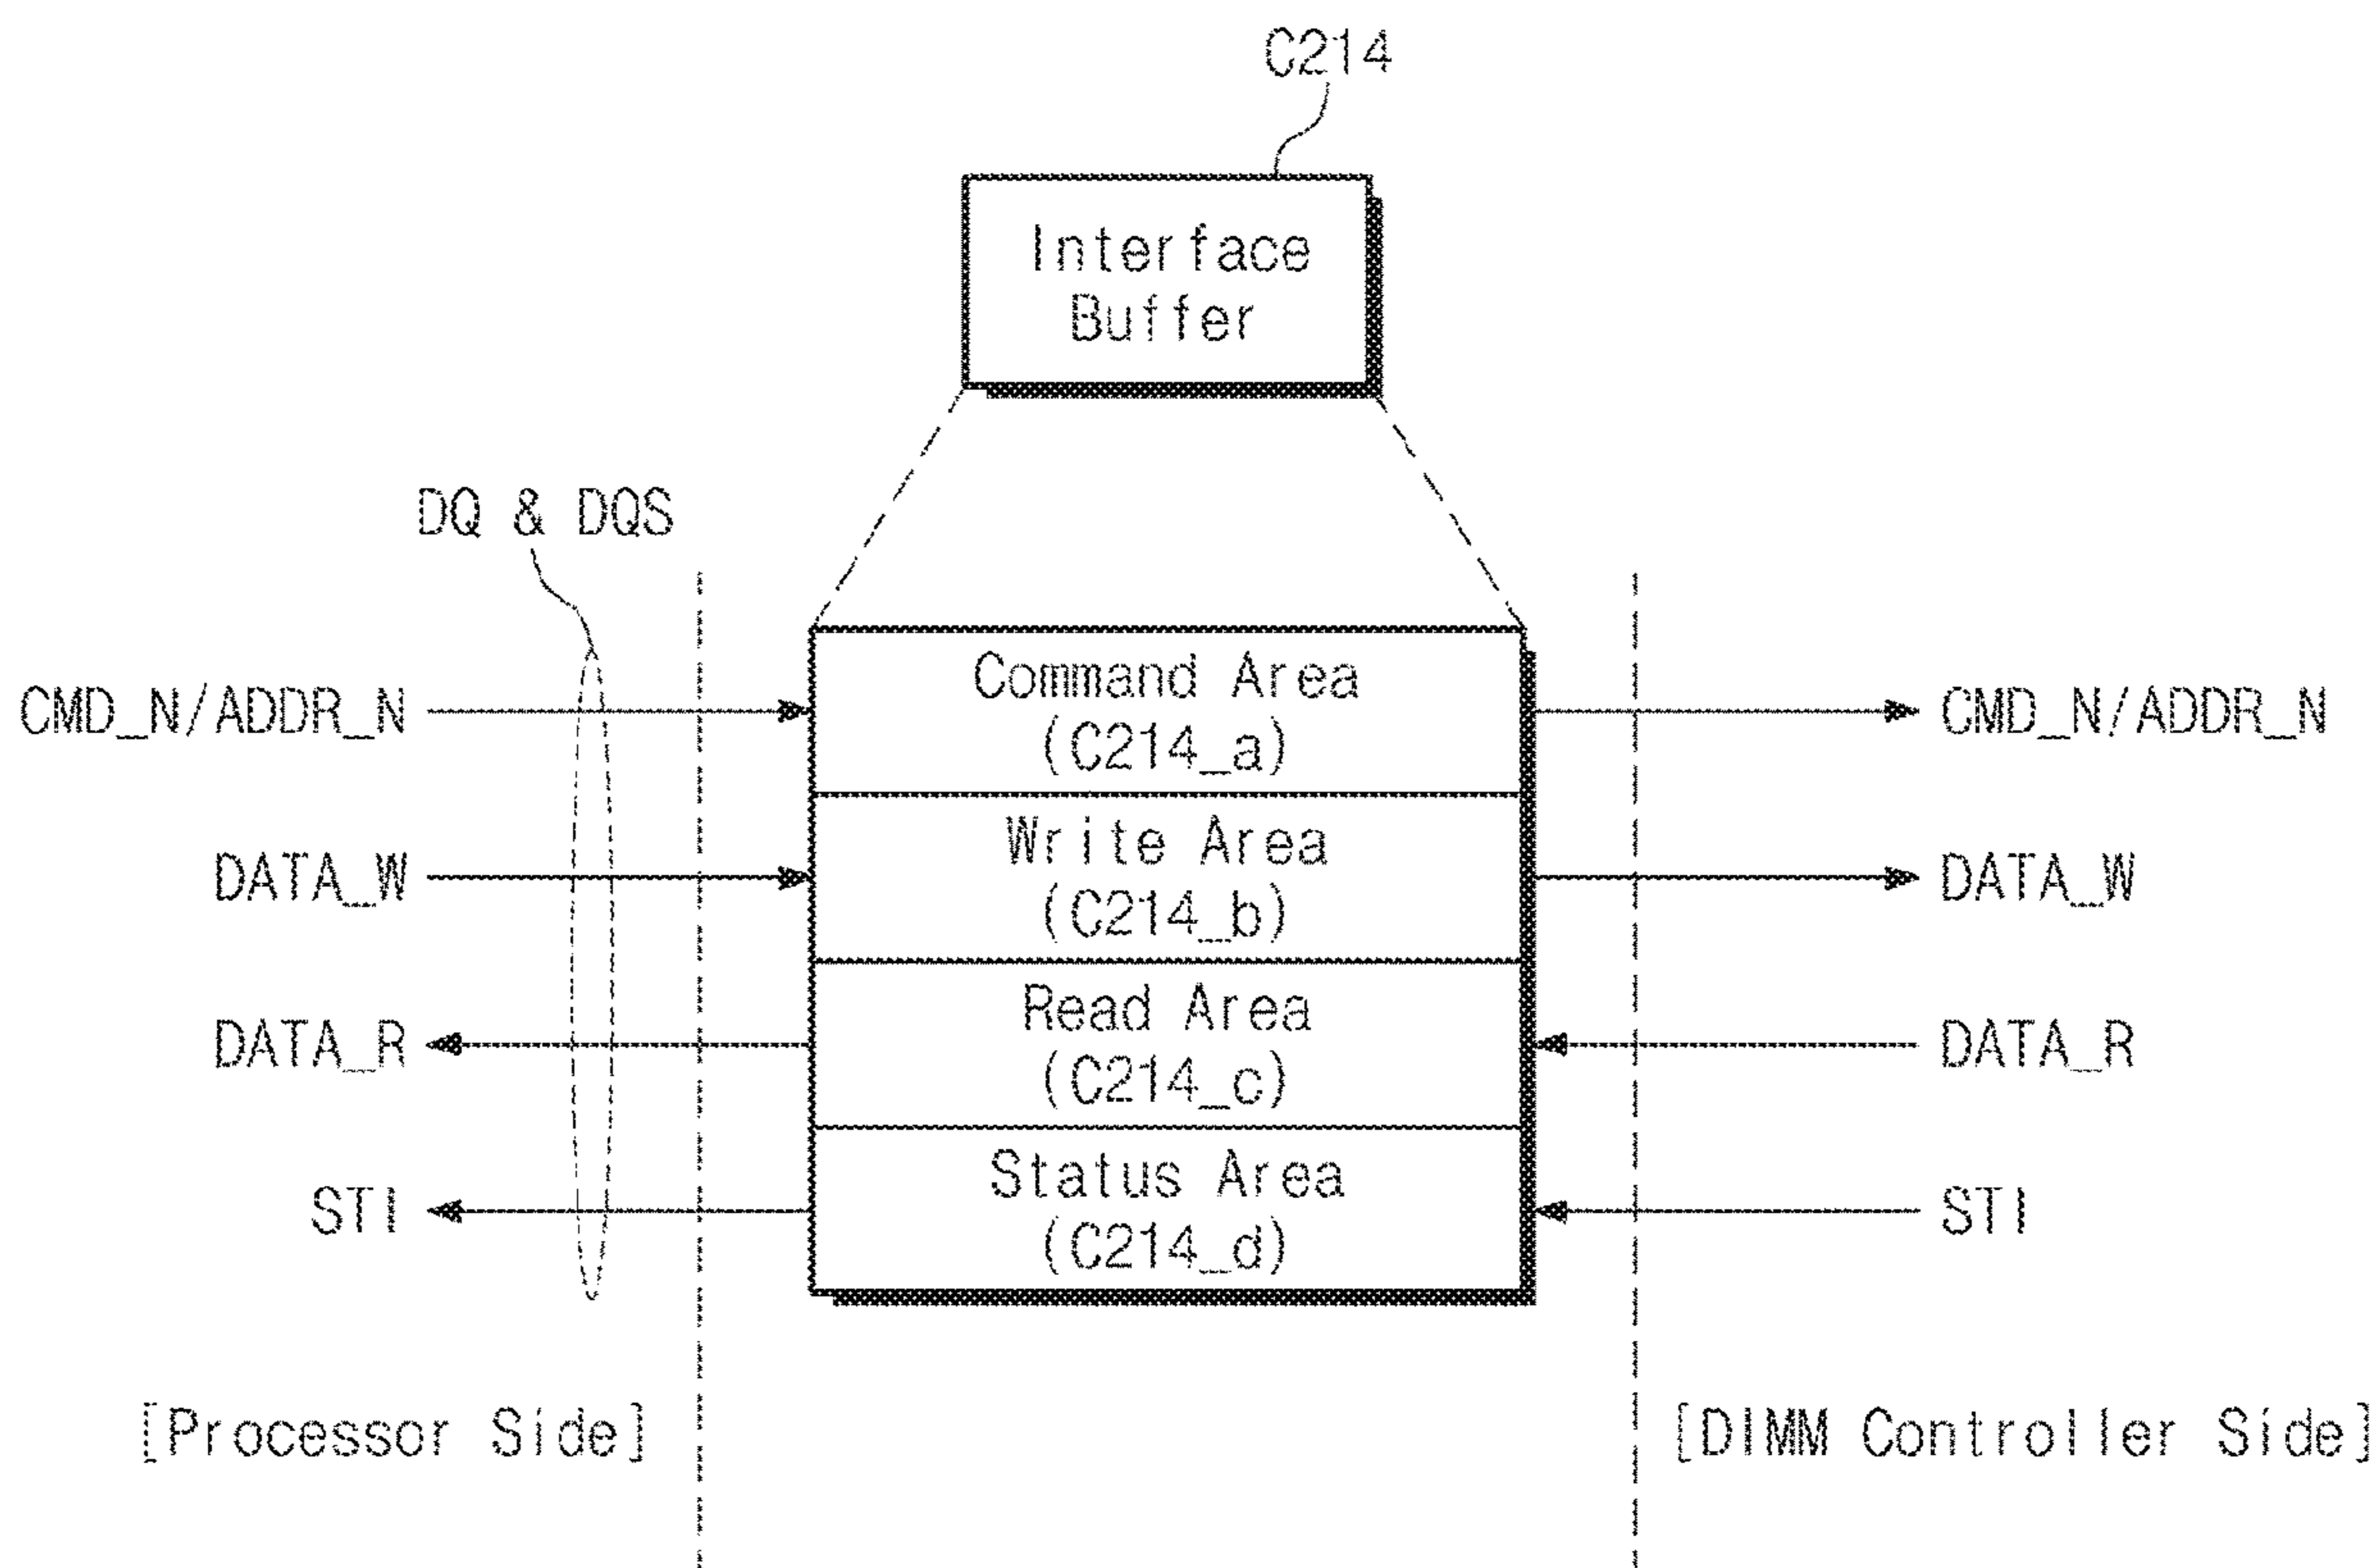 C214
Interface
Buffer
DQ & DQS
Command Area
(C214_a)
CMD_N/ADDR_N
CMD_N/ADDR_N
Write Area
(C214_b)
DATA_W
DATA_W
Read Area
(C214_c)
DATA_R
DATA_R
Status Area
(C214_d)
STI
STI
[Processor Side]
[DIMM Controller Side]